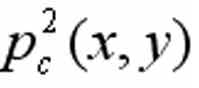 p_c^2(x, y)